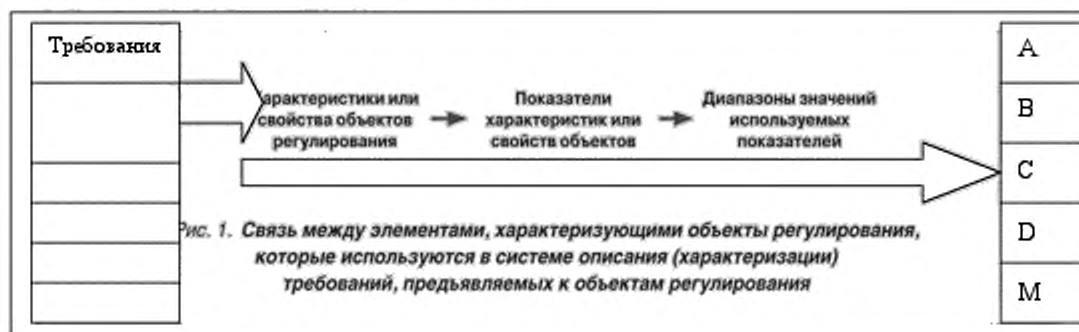 Требования
арактеристики или
свойства объектов
регулирования
Показатели
характеристик или
свойств объектов
Диапазоны значений
используемых
показателей
Рис. 1. Связь между элементами, характеризующими объекты регулирования,
которые используются в системе описания (характеризации)
требований, предъявляемых к объектам регулирования
A
B
C
D
M